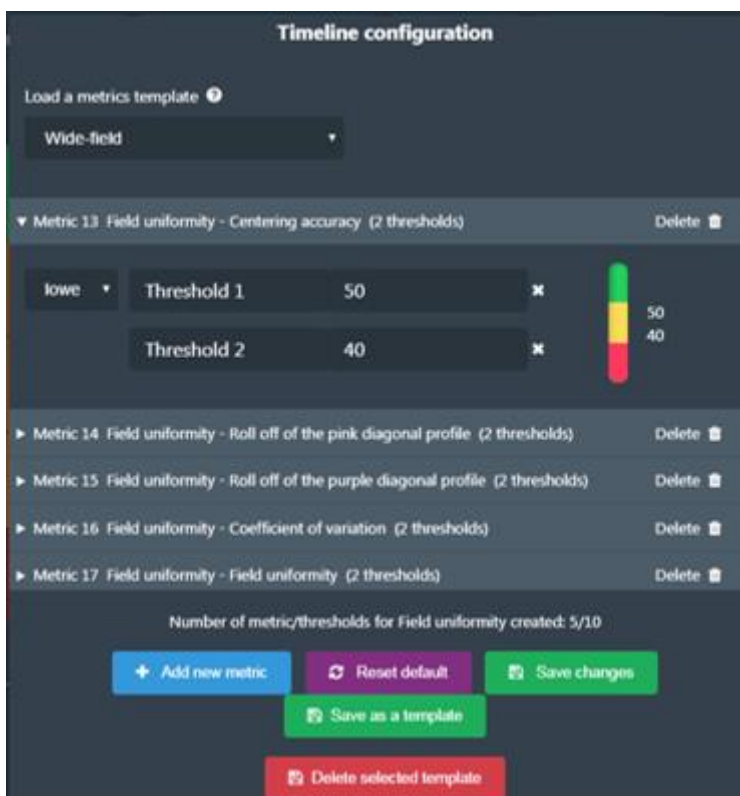 Timeline configuration
Load a metrics template ?
Wide-field
Metric 13 Field uniformity - Centering accuracy (2 thresholds) Delete
lowe Threshold 1 50
50
40
Threshold 2 40
Metric 14 Field uniformity - Roll off of the pink diagonal profile (2 thresholds) Delete
Metric 15 Field uniformity - Roll off of the purple diagonal profile (2 thresholds) Delete
Metric 16 Field uniformity - Coefficient of variation (2 thresholds) Delete
Metric 17 Field uniformity - Field uniformity (2 thresholds) Delete
Number of metric/thresholds for Field uniformity created: 5/10
+ Add new metric Reset default Save changes
Save as a template
Delete selected template